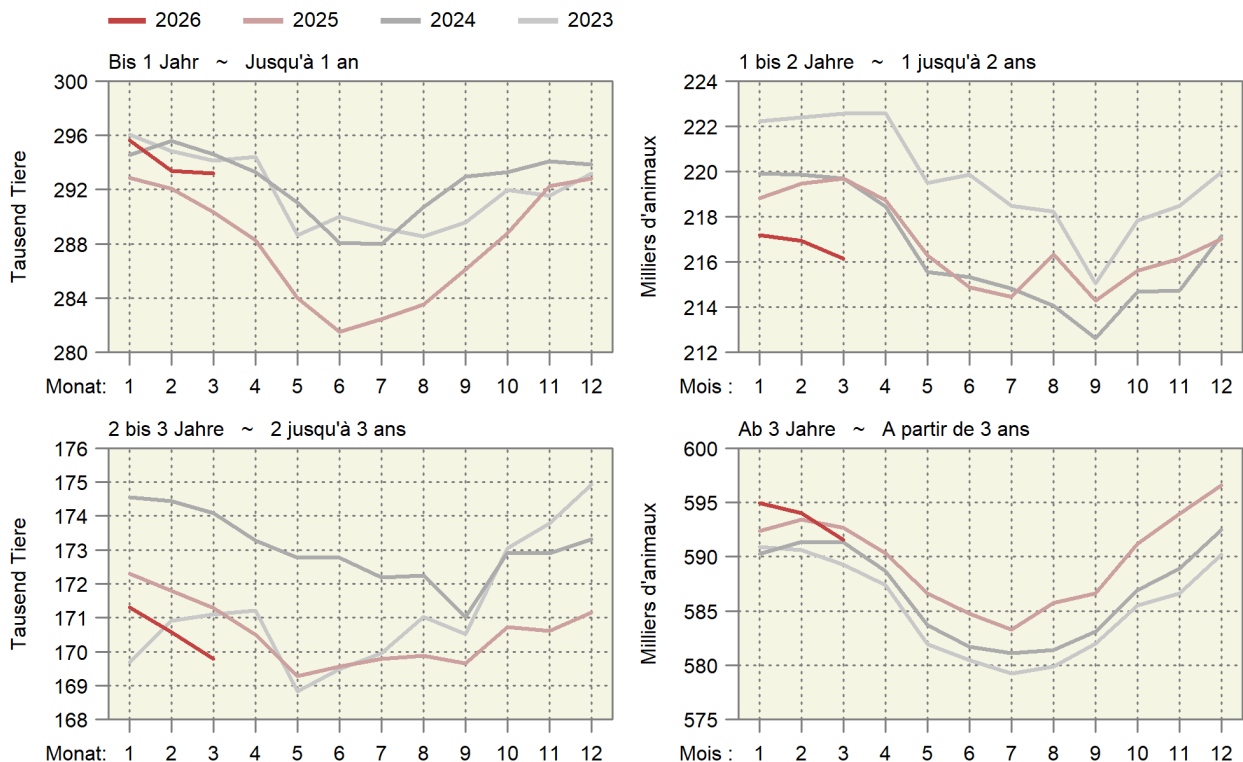 2026 2025 2024 2023
Bis 1 Jahr ~ Jusqu'à 1 an
300
296
292
288
284
280
Tausend Tiere
Monat: 1 2 3 4 5 6 7 8 9 10 11 12
1 bis 2 Jahre ~ 1 jusqu'à 2 ans
224
222
220
218
216
214
212
Milliers d'animaux
Mois : 1 2 3 4 5 6 7 8 9 10 11 12
2 bis 3 Jahre ~ 2 jusqu'à 3 ans
176
175
174
173
172
171
170
169
168
Tausend Tiere
Monat: 1 2 3 4 5 6 7 8 9 10 11 12
Ab 3 Jahre ~ A partir de 3 ans
600
595
590
585
580
575
Milliers d'animaux
Mois : 1 2 3 4 5 6 7 8 9 10 11 12